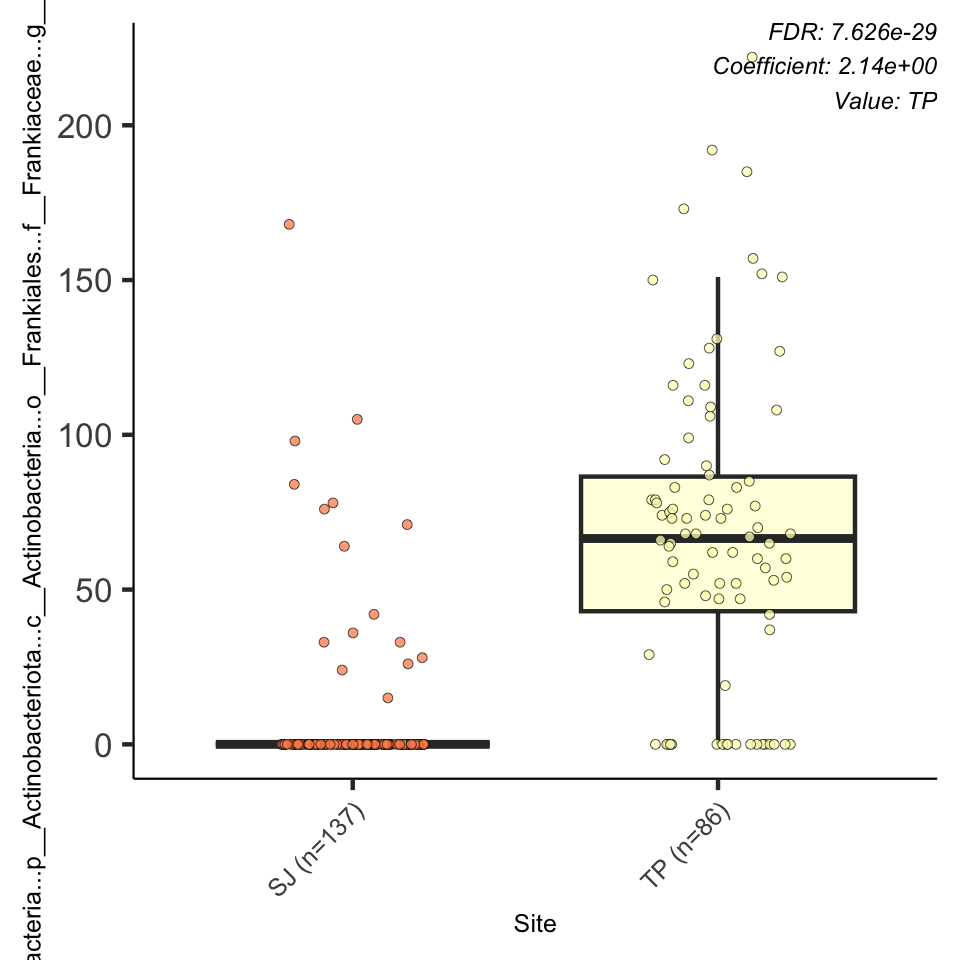 FDR: 7.626e-29
Coefficient: 2.14e+00
Value: TP
acteria...p__Actinobacteriota...c__Actinobacteria...o__Frankiales...f__Frankiaceae...g_
200
150
100
50
0
SJ (n=137)
TP (n=86)
Site